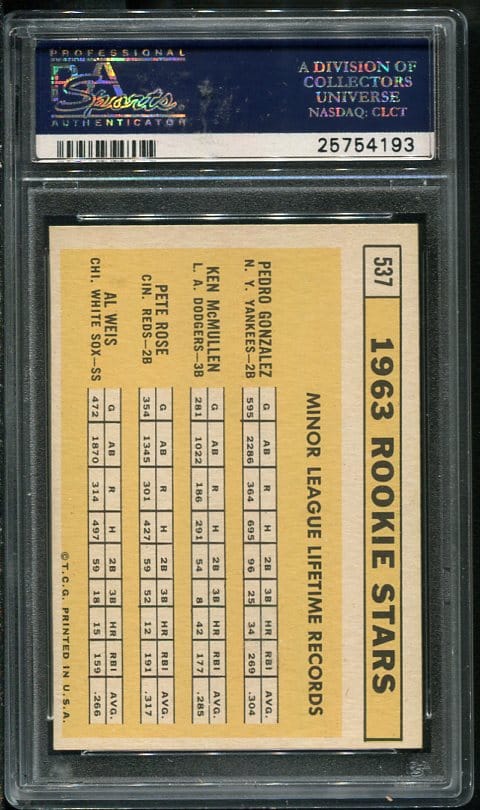 PROFESSIONAL
PSA
Sports
AUTHENTICATOR
A DIVISION OF
COLLECTORS
UNIVERSE
NASDAQ: CLCT
25754193
537
1963 ROOKIE STARS
MINOR LEAGUE LIFETIME RECORDS
PEDRO GONZALEZ
N. Y. YANKEES—2B
G AB R H 2B 3B HR RBI AVG.
595 2286 364 695 96 25 34 269 .304
KEN McMULLEN
L. A. DODGERS—3B
G AB R H 2B 3B HR RBI AVG.
281 1022 186 291 54 8 42 177 .285
PETE ROSE
CIN. REDS—2B
G AB R H 2B 3B HR RBI AVG.
354 1345 301 427 59 52 12 191 .317
AL WEIS
CHI. WHITE SOX—SS
G AB R H 2B 3B HR RBI AVG.
472 1870 314 497 59 18 15 159 .266
©T.C.G. PRINTED IN U.S.A.